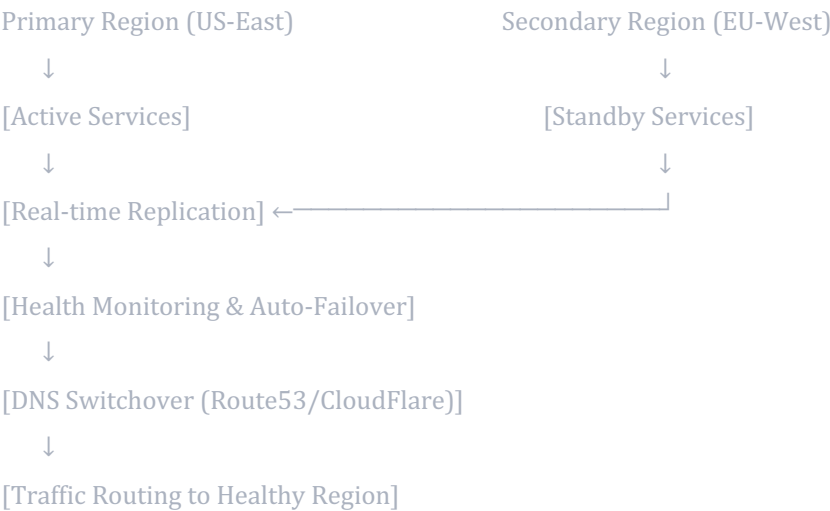 Primary Region (US-East) Secondary Region (EU-West)
↓ ↓
[Active Services] [Standby Services]
↓ ↓
[Real-time Replication] ←─────────────────────┘
↓
[Health Monitoring & Auto-Failover]
↓
[DNS Switchover (Route53/CloudFlare)]
↓
[Traffic Routing to Healthy Region]